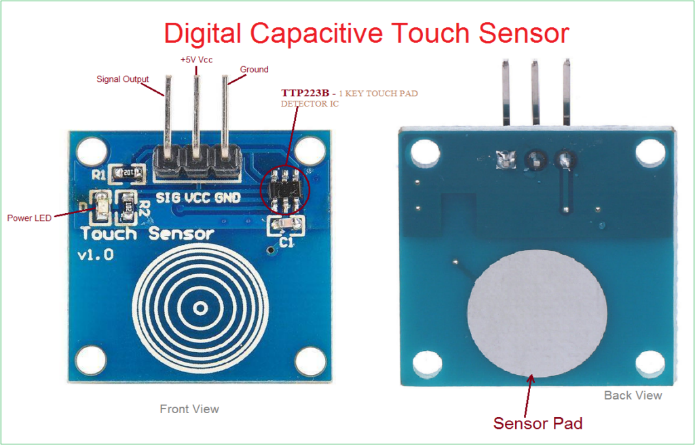 Digital Capacitive Touch Sensor
+5V Vcc
Signal Output
Ground
TTP223B - 1 KEY TOUCH PAD
DETECTOR IC
R1
201
SIG VCC GND
Power LED
R2
C1
Touch Sensor
v1.0
Front View
Back View
Sensor Pad